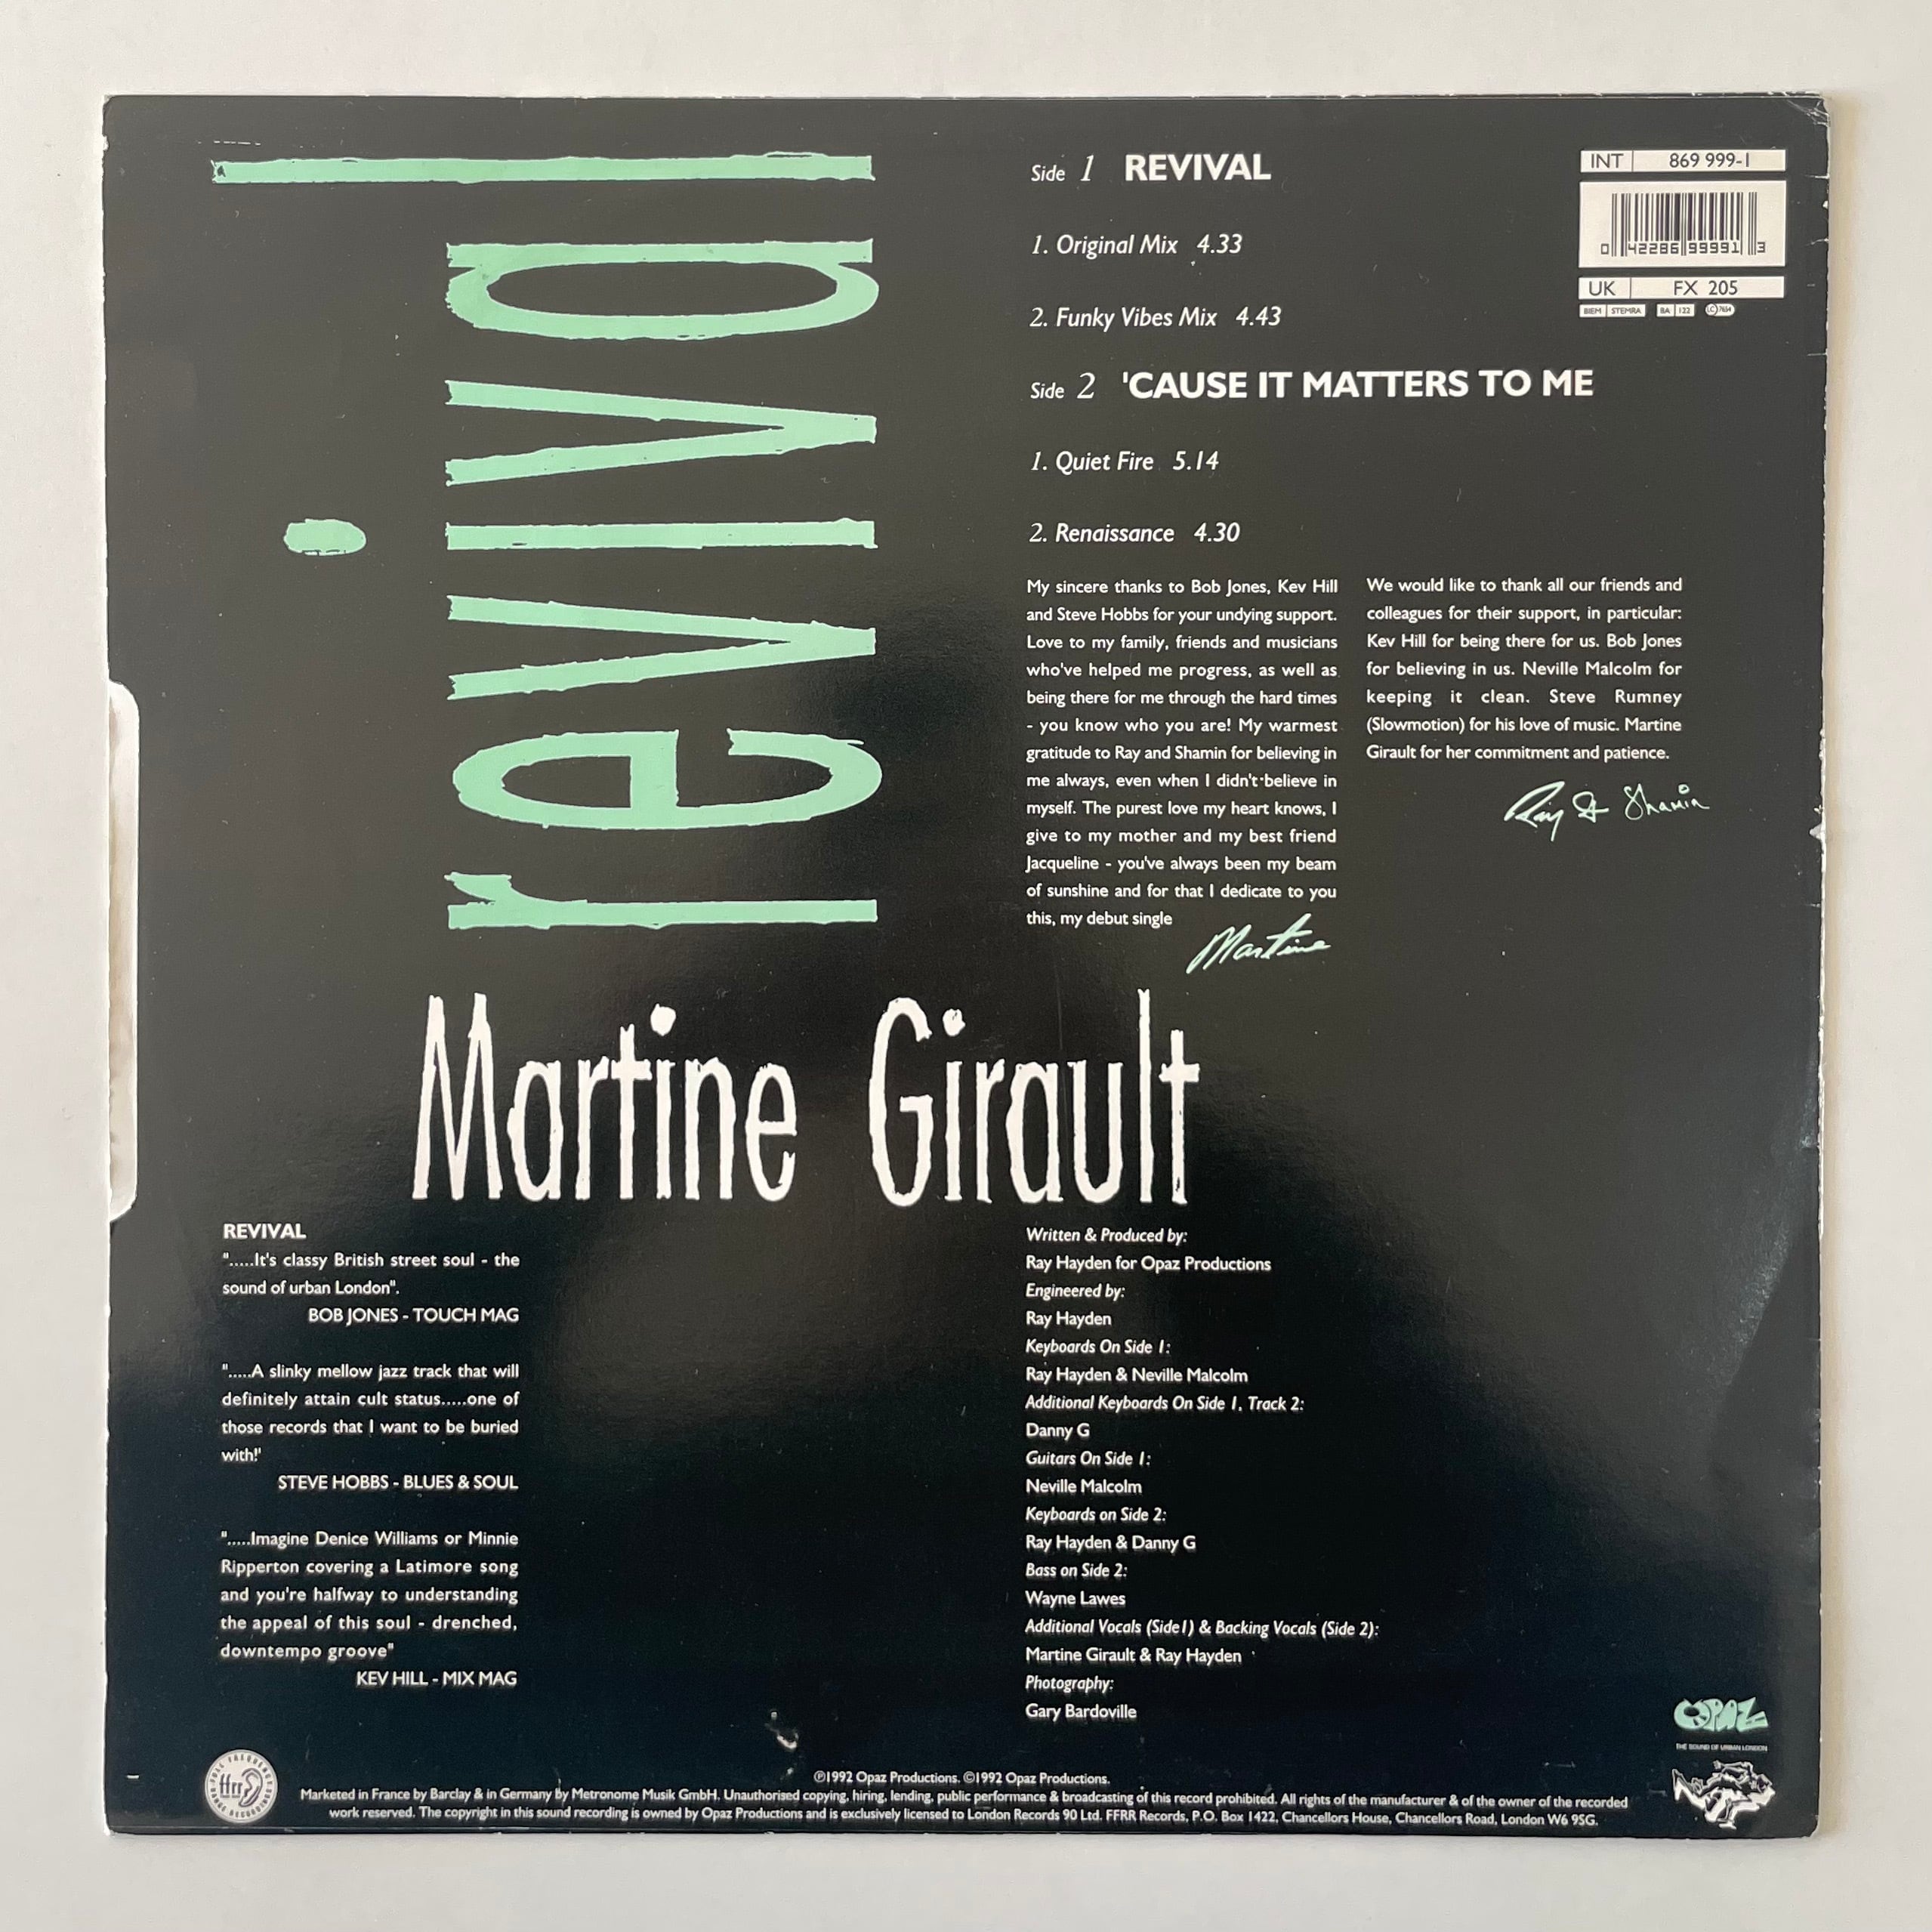 revival
Side 1 REVIVAL
1. Original Mix 4.33
2. Funky Vibes Mix 4.43
Side 2 'CAUSE IT MATTERS TO ME
1. Quiet Fire 5.14
2. Renaissance 4.30
INT 869 999-1
0 42286 99991 3
UK FX 205
BIEM STEMRA BA 122 LC 7654
My sincere thanks to Bob Jones, Kev Hill
and Steve Hobbs for your undying support.
Love to my family, friends and musicians
who've helped me progress, as well as
being there for me through the hard times
- you know who you are! My warmest
gratitude to Ray and Shamin for believing in
me always, even when I didn't believe in
myself. The purest love my heart knows, I
give to my mother and my best friend
Jacqueline - you've always been my beam
of sunshine and for that I dedicate to you
this, my debut single
Martine
We would like to thank all our friends and
colleagues for their support, in particular:
Kev Hill for being there for us. Bob Jones
for believing in us. Neville Malcolm for
keeping it clean. Steve Rumney
(Slowmotion) for his love of music. Martine
Girault for her commitment and patience.
Ray & Shamin
Martine Girault
REVIVAL
".....It's classy British street soul - the
sound of urban London".
BOB JONES - TOUCH MAG
".....A slinky mellow jazz track that will
definitely attain cult status.....one of
those records that I want to be buried
with!'
STEVE HOBBS - BLUES & SOUL
".....Imagine Denice Williams or Minnie
Ripperton covering a Latimore song
and you're halfway to understanding
the appeal of this soul - drenched,
downtempo groove"
KEV HILL - MIX MAG
Written & Produced by:
Ray Hayden for Opaz Productions
Engineered by:
Ray Hayden
Keyboards On Side 1:
Ray Hayden & Neville Malcolm
Additional Keyboards On Side 1, Track 2:
Danny G
Guitars On Side 1:
Neville Malcolm
Keyboards on Side 2:
Ray Hayden & Danny G
Bass on Side 2:
Wayne Lawes
Additional Vocals (Side1) & Backing Vocals (Side 2):
Martine Girault & Ray Hayden
Photography:
Gary Bardoville
OPAZ
THE SOUND OF URBAN LONDON
FULL FREQUENCY RANGE RECORDINGS
ffrr
℗1992 Opaz Productions. ©1992 Opaz Productions.
Marketed in France by Barclay & in Germany by Metronome Musik GmbH. Unauthorised copying, hiring, lending, public performance & broadcasting of this record prohibited. All rights of the manufacturer & of the owner of the recorded
work reserved. The copyright in this sound recording is owned by Opaz Productions and is exclusively licensed to London Records 90 Ltd. FFRR Records, P.O. Box 1422, Chancellors House, Chancellors Road, London W6 9SG.